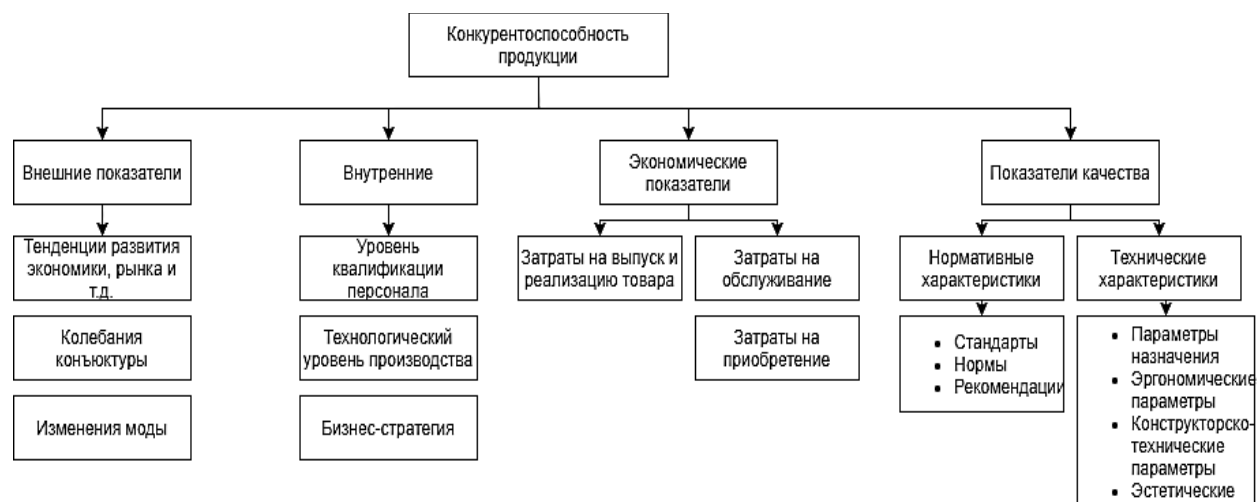 Конкурентоспособность
продукции
Внешние показатели
Внутренние
Экономические
показатели
Показатели качества
Тенденции развития
экономики, рынка и
т.д.
Колебания
конъюктуры
Изменения моды
Уровень
квалификации
персонала
Технологический
уровень производства
Бизнес-стратегия
Затраты на выпуск и
реализацию товара
Затраты на
обслуживание
Затраты на
приобретение
Нормативные
характеристики
• Стандарты
• Нормы
• Рекомендации
Технические
характеристики
• Параметры
назначения
• Эргономические
параметры
• Конструкторско-
технические
параметры
• Эстетические